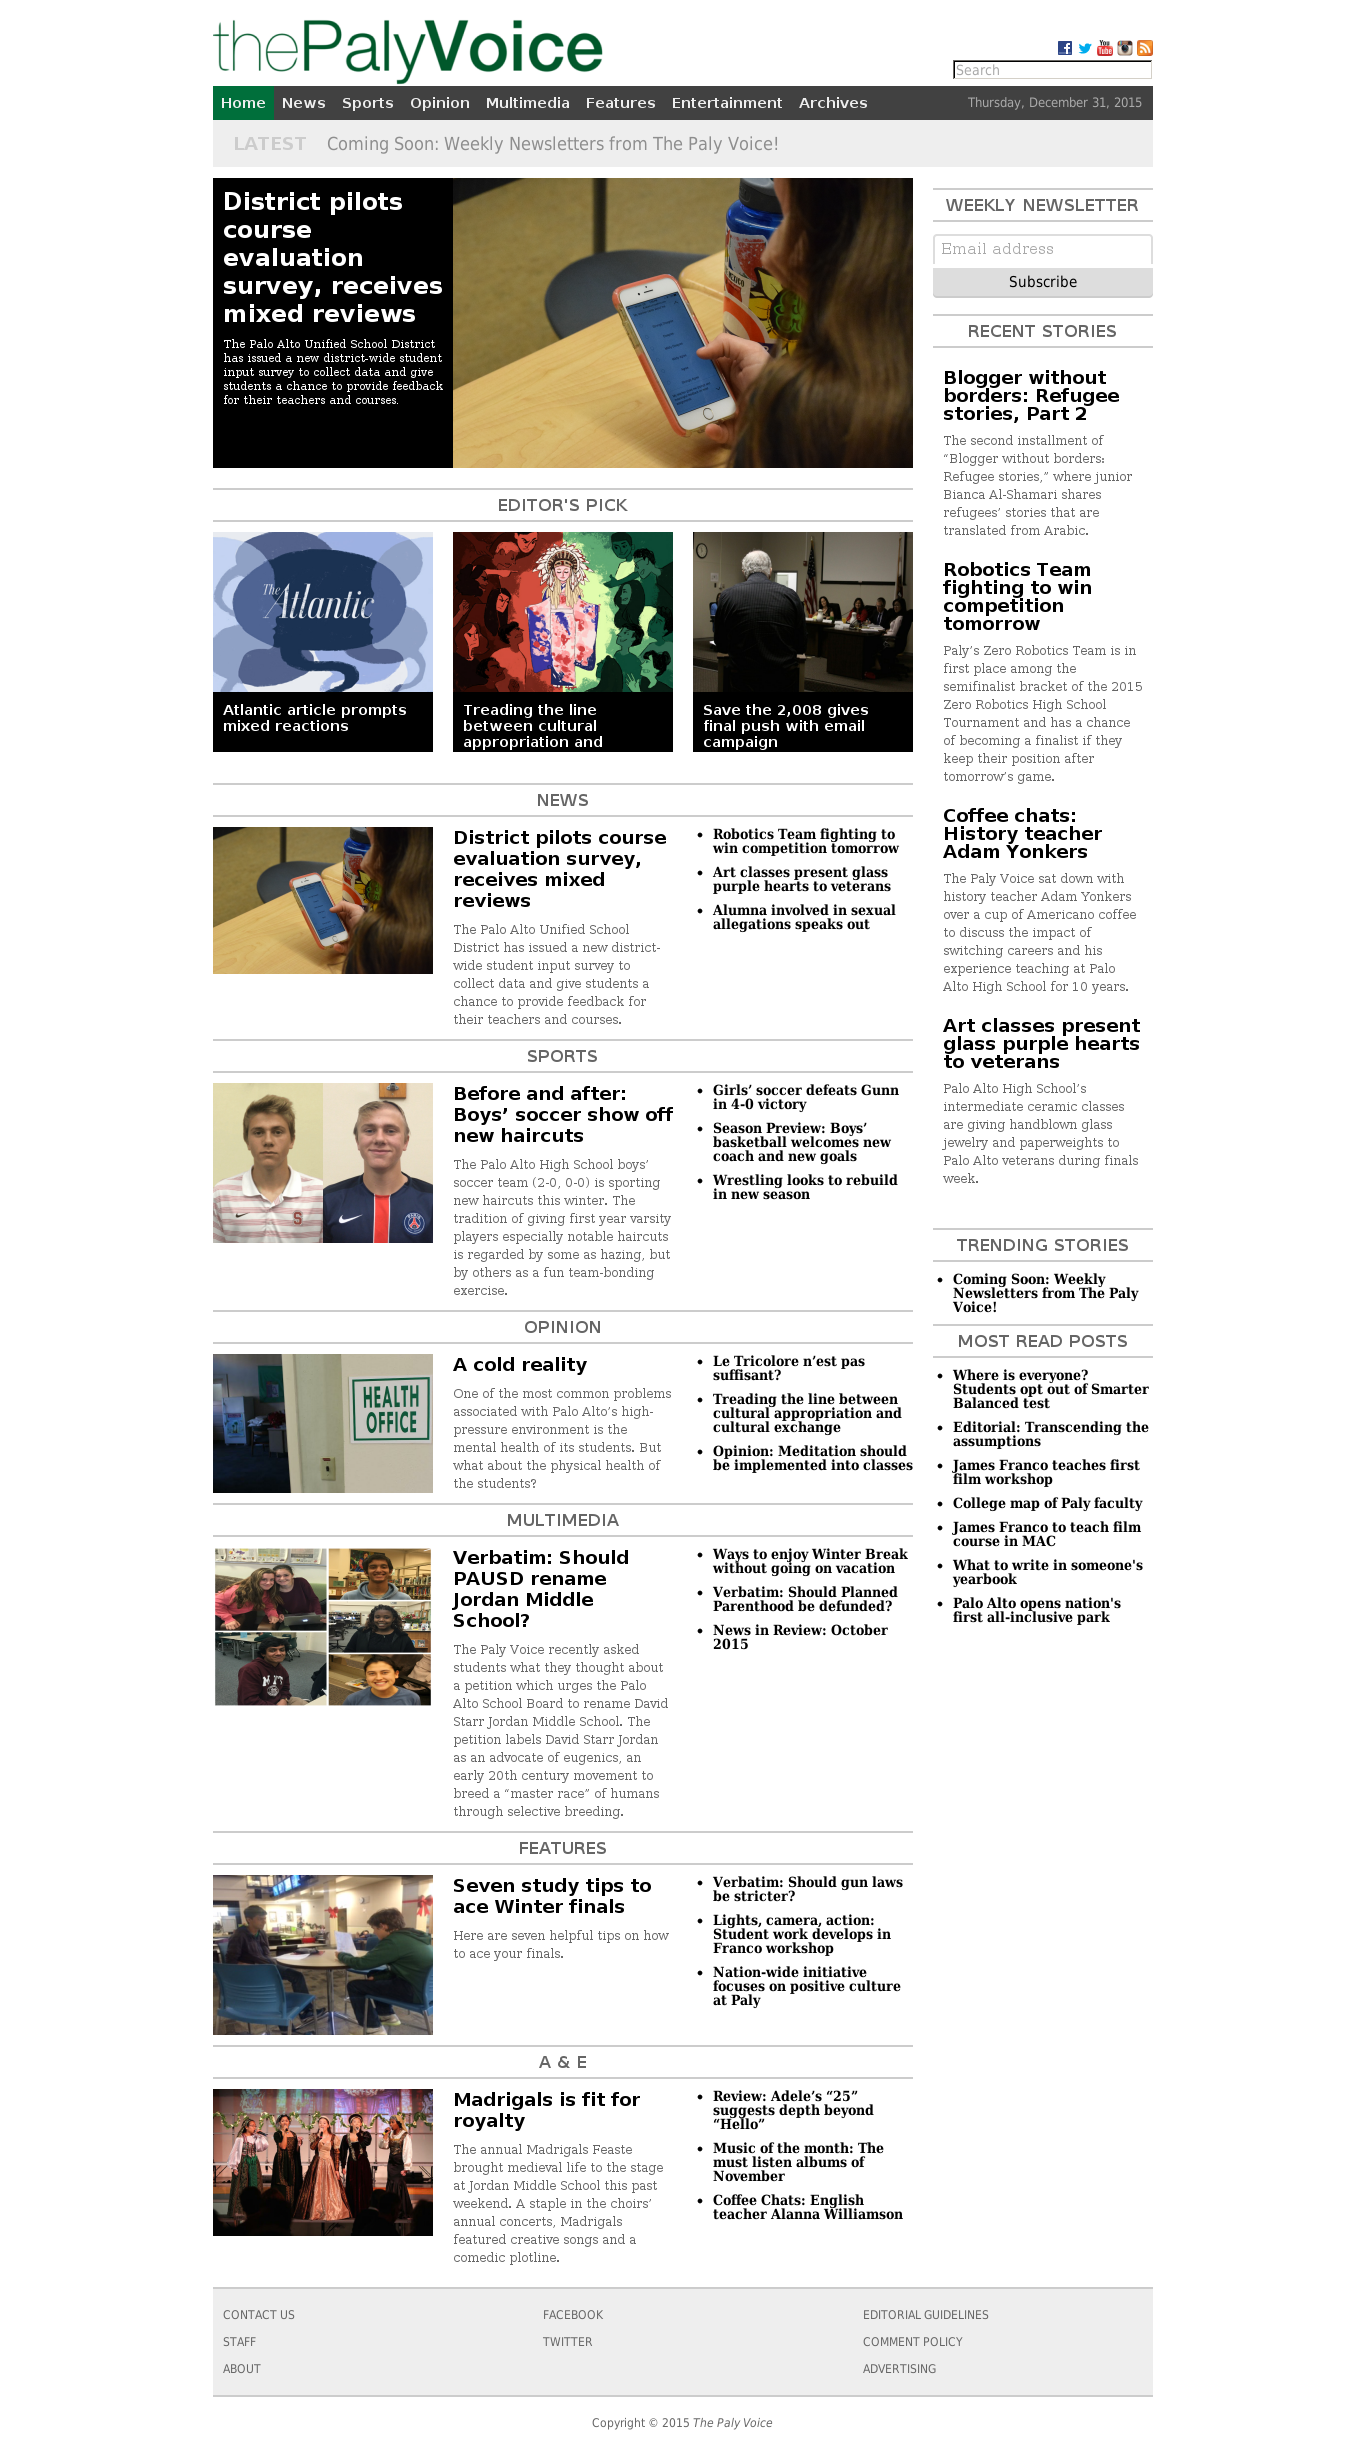 thePalyVoice
Search
Home News Sports Opinion Multimedia Features Entertainment Archives Thursday, December 31, 2015
LATEST Coming Soon: Weekly Newsletters from The Paly Voice!
District pilots
course
evaluation
survey, receives
mixed reviews
The Palo Alto Unified School District
has issued a new district-wide student
input survey to collect data and give
students a chance to provide feedback
for their teachers and courses.
EDITOR'S PICK
The Atlantic
Atlantic article prompts
mixed reactions
Treading the line
between cultural
appropriation and
Save the 2,008 gives
final push with email
campaign
NEWS
District pilots course
evaluation survey,
receives mixed
reviews
The Palo Alto Unified School
District has issued a new district-
wide student input survey to
collect data and give students a
chance to provide feedback for
their teachers and courses.
• Robotics Team fighting to
win competition tomorrow
• Art classes present glass
purple hearts to veterans
• Alumna involved in sexual
allegations speaks out
SPORTS
Before and after:
Boys’ soccer show off
new haircuts
The Palo Alto High School boys’
soccer team (2-0, 0-0) is sporting
new haircuts this winter. The
tradition of giving first year varsity
players especially notable haircuts
is regarded by some as hazing, but
by others as a fun team-bonding
exercise.
• Girls’ soccer defeats Gunn
in 4-0 victory
• Season Preview: Boys’
basketball welcomes new
coach and new goals
• Wrestling looks to rebuild
in new season
OPINION
HEALTH
OFFICE
A cold reality
One of the most common problems
associated with Palo Alto’s high-
pressure environment is the
mental health of its students. But
what about the physical health of
the students?
• Le Tricolore n’est pas
suffisant?
• Treading the line between
cultural appropriation and
cultural exchange
• Opinion: Meditation should
be implemented into classes
MULTIMEDIA
Verbatim: Should
PAUSD rename
Jordan Middle
School?
The Paly Voice recently asked
students what they thought about
a petition which urges the Palo
Alto School Board to rename David
Starr Jordan Middle School. The
petition labels David Starr Jordan
as an advocate of eugenics, an
early 20th century movement to
breed a “master race” of humans
through selective breeding.
• Ways to enjoy Winter Break
without going on vacation
• Verbatim: Should Planned
Parenthood be defunded?
• News in Review: October
2015
FEATURES
Seven study tips to
ace Winter finals
Here are seven helpful tips on how
to ace your finals.
• Verbatim: Should gun laws
be stricter?
• Lights, camera, action:
Student work develops in
Franco workshop
• Nation-wide initiative
focuses on positive culture
at Paly
A & E
Madrigals is fit for
royalty
The annual Madrigals Feaste
brought medieval life to the stage
at Jordan Middle School this past
weekend. A staple in the choirs’
annual concerts, Madrigals
featured creative songs and a
comedic plotline.
• Review: Adele’s “25”
suggests depth beyond
“Hello”
• Music of the month: The
must listen albums of
November
• Coffee Chats: English
teacher Alanna Williamson
WEEKLY NEWSLETTER
Email address
Subscribe
RECENT STORIES
Blogger without
borders: Refugee
stories, Part 2
The second installment of
“Blogger without borders:
Refugee stories,” where junior
Bianca Al-Shamari shares
refugees’ stories that are
translated from Arabic.
Robotics Team
fighting to win
competition
tomorrow
Paly’s Zero Robotics Team is in
first place among the
semifinalist bracket of the 2015
Zero Robotics High School
Tournament and has a chance
of becoming a finalist if they
keep their position after
tomorrow’s game.
Coffee chats:
History teacher
Adam Yonkers
The Paly Voice sat down with
history teacher Adam Yonkers
over a cup of Americano coffee
to discuss the impact of
switching careers and his
experience teaching at Palo
Alto High School for 10 years.
Art classes present
glass purple hearts
to veterans
Palo Alto High School’s
intermediate ceramic classes
are giving handblown glass
jewelry and paperweights to
Palo Alto veterans during finals
week.
TRENDING STORIES
• Coming Soon: Weekly
Newsletters from The Paly
Voice!
MOST READ POSTS
• Where is everyone?
Students opt out of Smarter
Balanced test
• Editorial: Transcending the
assumptions
• James Franco teaches first
film workshop
• College map of Paly faculty
• James Franco to teach film
course in MAC
• What to write in someone's
yearbook
• Palo Alto opens nation's
first all-inclusive park
CONTACT US FACEBOOK EDITORIAL GUIDELINES
STAFF TWITTER COMMENT POLICY
ABOUT ADVERTISING
Copyright © 2015 The Paly Voice